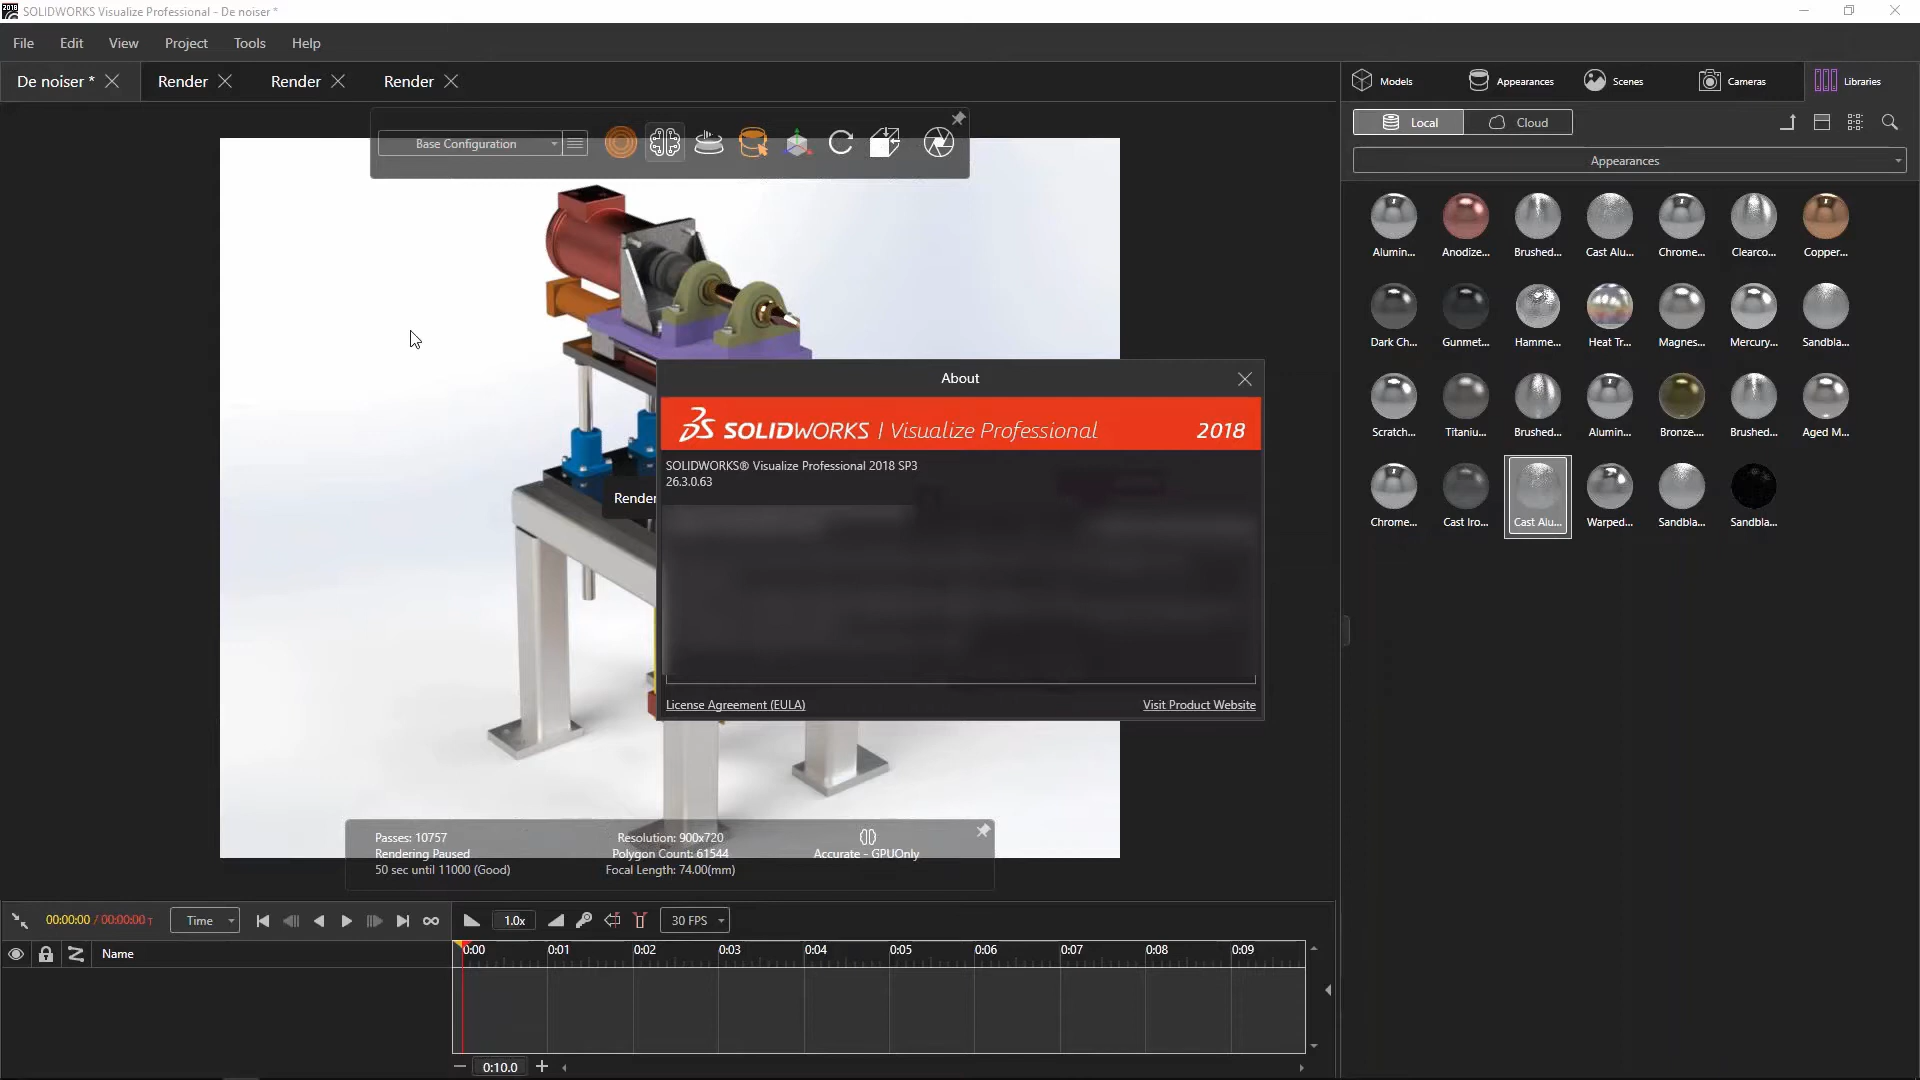 2018
SOLIDWORKS Visualize Professional - De noiser *
File Edit View Project Tools Help
De noiser * Render Render Render
Models Appearances Scenes Cameras Libraries
Base Configuration
Local Cloud
Appearances
Alumin... Anodize... Brushed... Cast Alu... Chrome... Clearco... Copper...
Dark Ch... Gunmet... Hamme... Heat Tr... Magnes... Mercury... Sandbla...
Scratch... Titaniu... Brushed... Alumin... Bronze... Brushed... Aged M...
Chrome... Cast Iro... Cast Alu... Warped... Sandbla... Sandbla...
About
SOLIDWORKS | Visualize Professional 2018
SOLIDWORKS® Visualize Professional 2018 SP3
26.3.0.63
Render
License Agreement (EULA) Visit Product Website
Passes: 10757 Resolution: 900x720
Rendering Paused Polygon Count: 61544 Accurate - GPUOnly
50 sec until 11000 (Good) Focal Length: 74.00(mm)
00:00:00 / 00:00:00 T Time 1.0x 30 FPS
Name 0:00 0:01 0:02 0:03 0:04 0:05 0:06 0:07 0:08 0:09
0:10.0